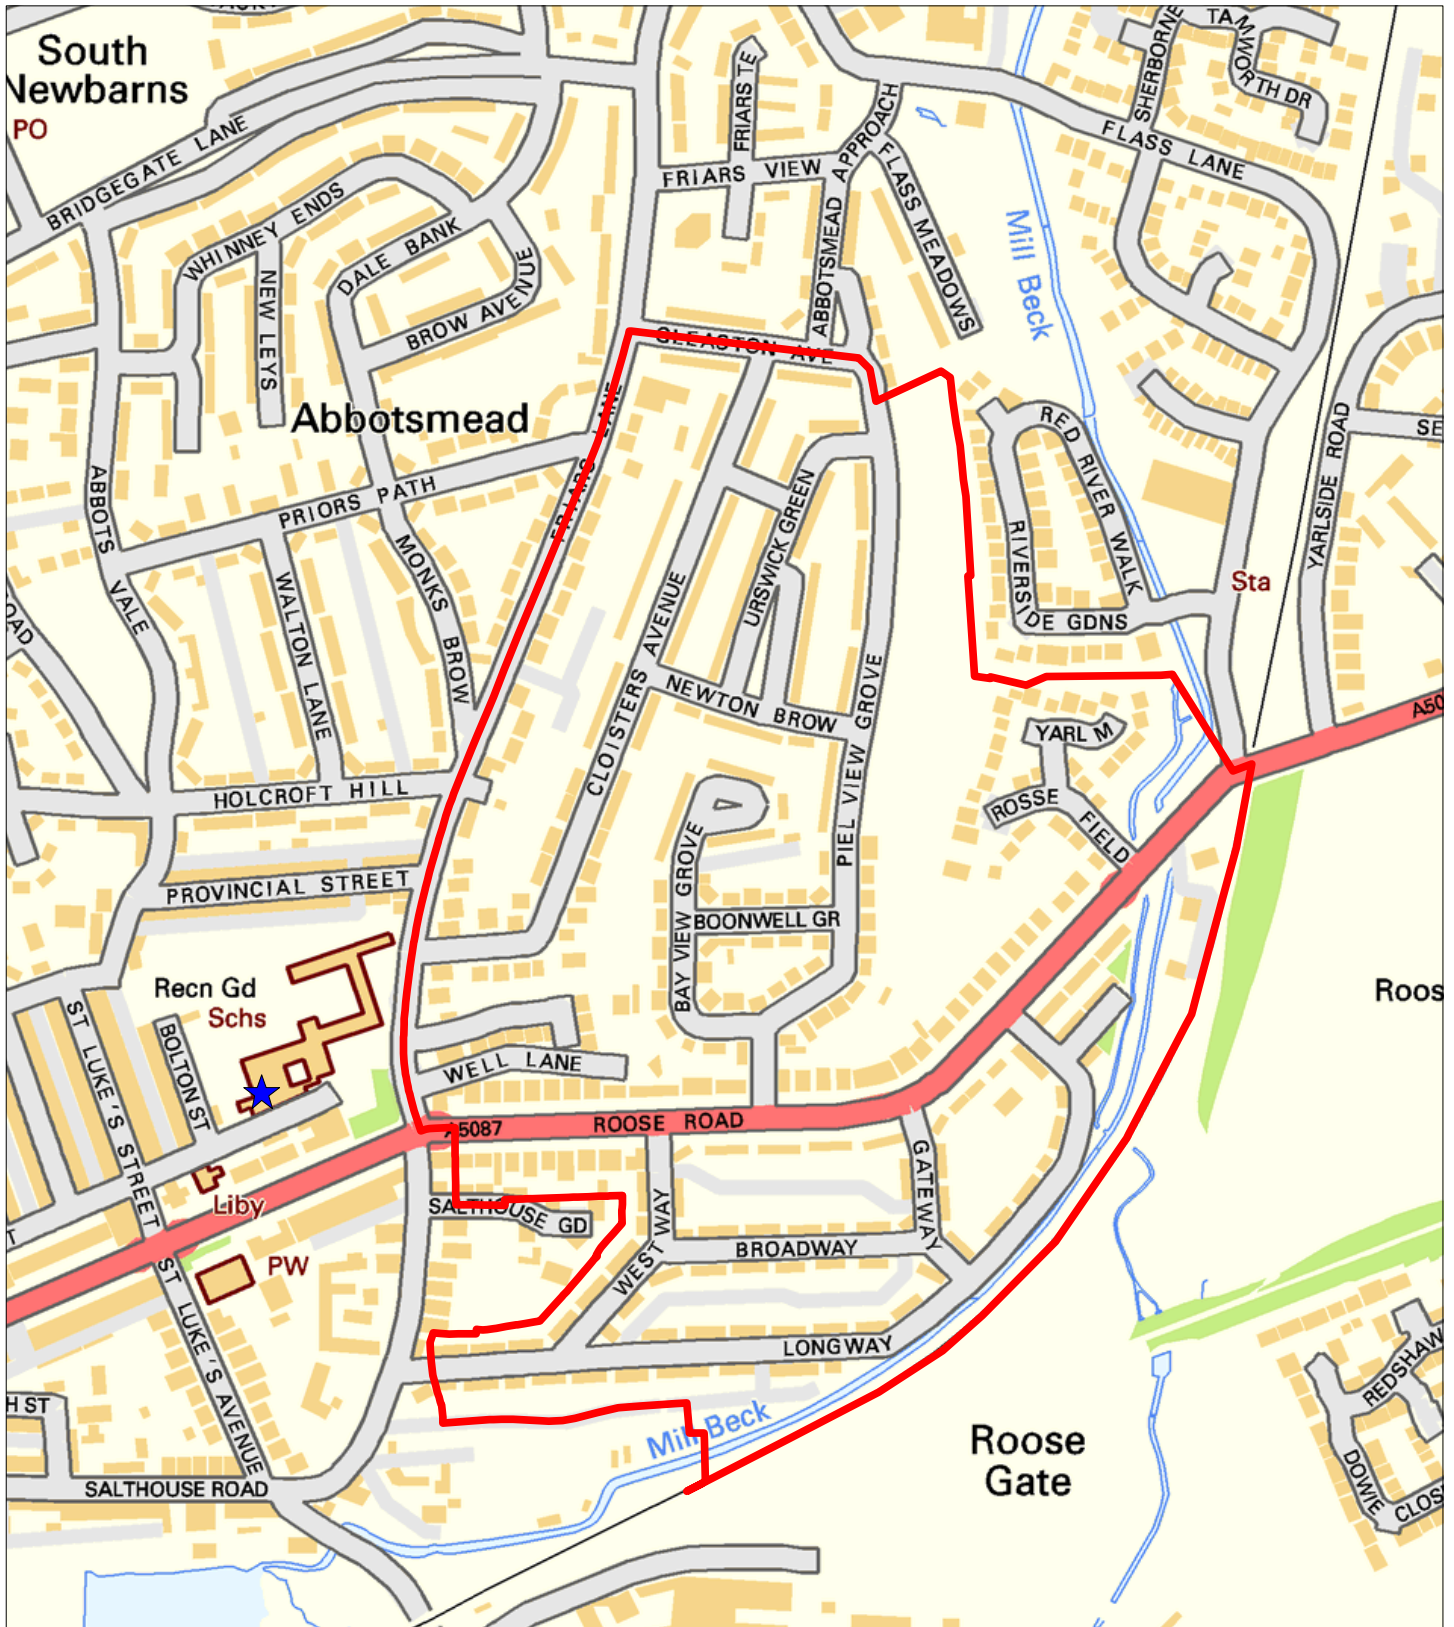 TAMWORTH DR
SHERBORNE
South
Newbarns
PO
BRIDGEGATE LANE
FRIARS TE
FRIARS VIEW
ABBOTSMEAD APPROACH
FLASS MEADOWS
FLASS LANE
WHINNEY ENDS
NEW LEYS
DALE BANK
BROW AVENUE
Mill Beck
GLEASTON AVE
Abbotsmead
FRIARS LANE
RED RIVER WALK
YARLSIDE ROAD
SE
ABBOTS VALE
PRIORS PATH
MONKS BROW
WALTON LANE
URSWICK GREEN
CLOISTERS AVENUE
RIVERSIDE GDNS
Sta
OAD
NEWTON BROW
PIEL VIEW GROVE
YARL M
A50
HOLCROFT HILL
ROSSE FIELD
PROVINCIAL STREET
BAY VIEW GROVE
BOONWELL GR
Recn Gd
Schs
Roos
ST LUKE'S STREET
BOLTON ST
WELL LANE
A5087
ROOSE ROAD
GATEWAY
Liby
SALTHOUSE GD
WEST WAY
BROADWAY
T
PW
ST LUKE'S AVENUE
LONGWAY
H ST
Mill Beck
Roose
Gate
REDSHAW
DOWIE CLOSE
SALTHOUSE ROAD